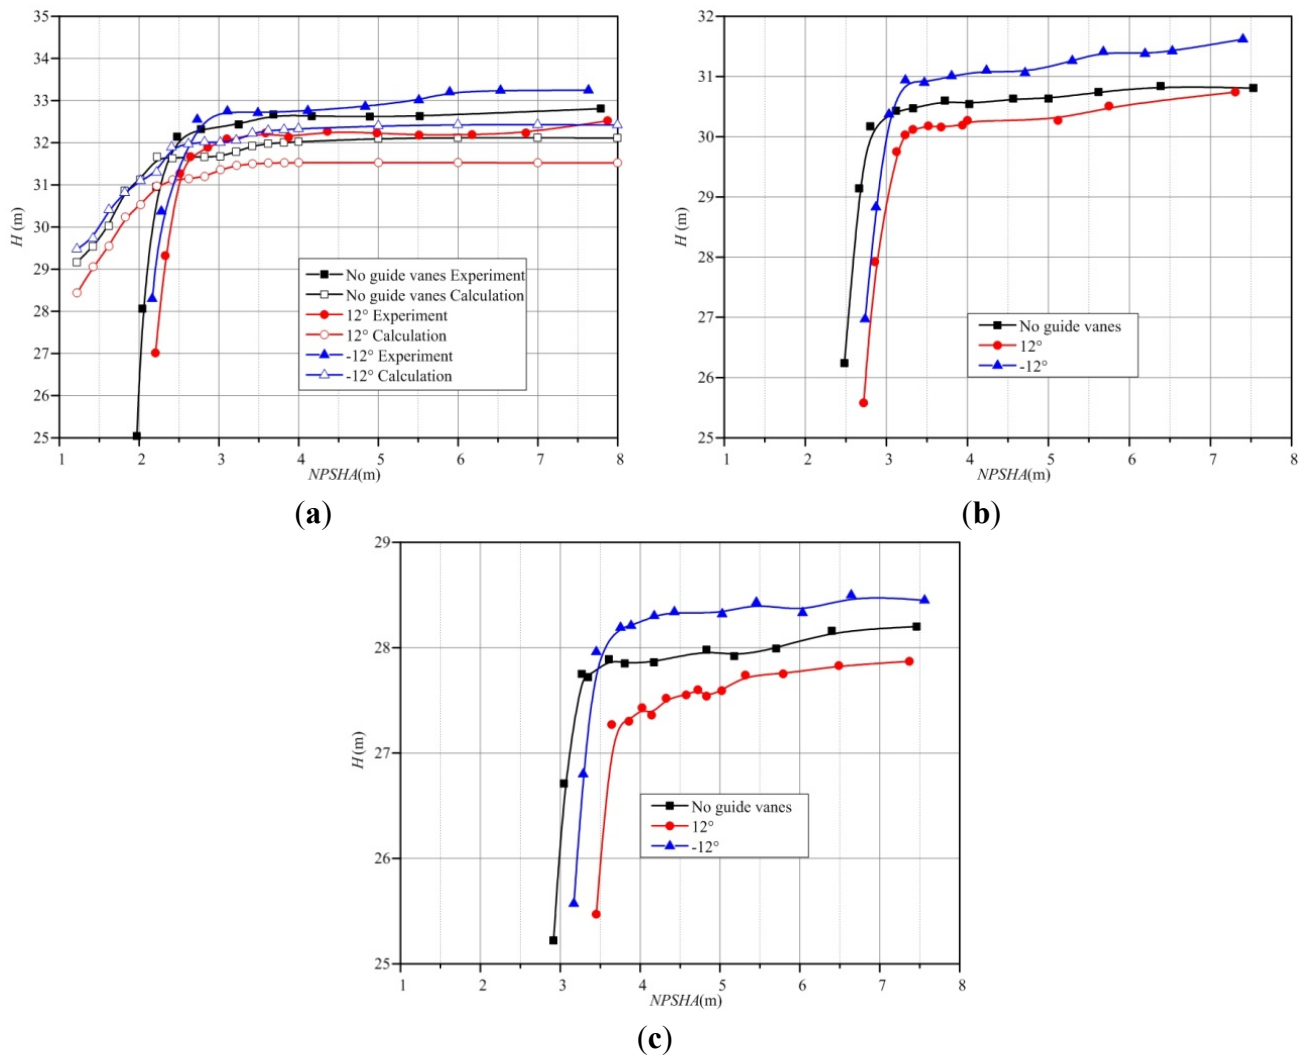 35
34
33
32
31
30
29
28
27
26
25
H (m)
1 2 3 4 5 6 7 8
NPSHA(m)
No guide vanes Experiment
No guide vanes Calculation
12° Experiment
12° Calculation
-12° Experiment
-12° Calculation
(a)
32
31
30
29
28
27
26
25
H (m)
1 2 3 4 5 6 7 8
NPSHA(m)
No guide vanes
12°
-12°
(b)
29
28
27
26
25
H(m)
1 2 3 4 5 6 7 8
NPSHA(m)
No guide vanes
12°
-12°
(c)